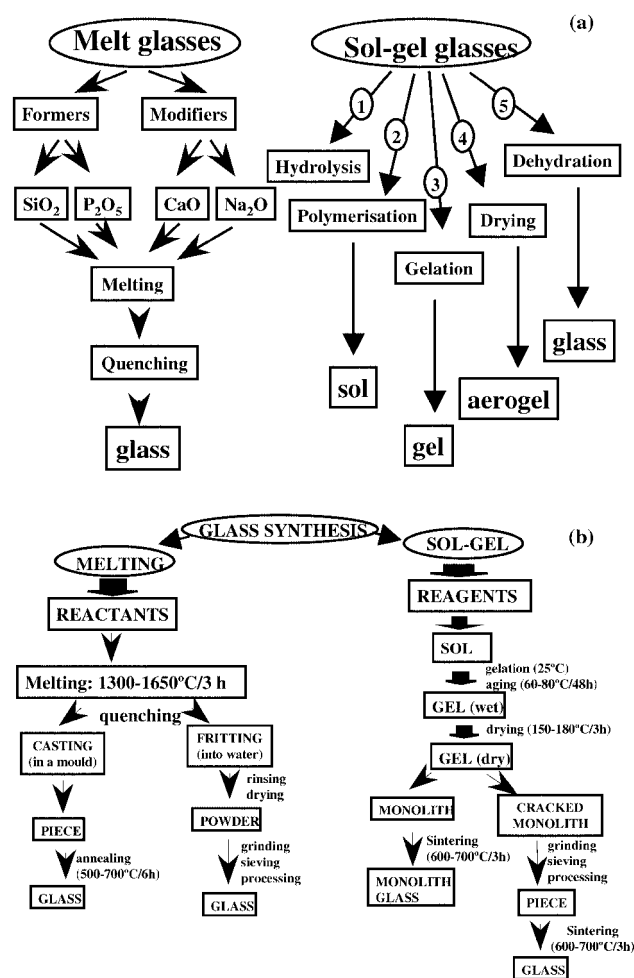 (a)
Melt glasses
Formers
Modifiers
SiO₂
P₂O₅
CaO
Na₂O
Melting
Quenching
glass
Sol-gel glasses
1
2
3
4
5
Hydrolysis
Polymerisation
Gelation
Drying
Dehydration
sol
gel
aerogel
glass
(b)
GLASS SYNTHESIS
MELTING
REACTANTS
Melting: 1300-1650ºC/3 h
quenching
CASTING
(in a mould)
PIECE
annealing
(500-700ºC/6h)
GLASS
FRITTING
(into water)
rinsing
drying
POWDER
grinding
sieving
processing
GLASS
SOL-GEL
REAGENTS
SOL
gelation (25ºC)
aging (60-80ºC/48h)
GEL (wet)
drying (150-180ºC/3h)
GEL (dry)
MONOLITH
Sintering
(600-700ºC/3h)
MONOLITH
GLASS
CRACKED
MONOLITH
grinding
sieving
processing
PIECE
Sintering
(600-700ºC/3h)
GLASS